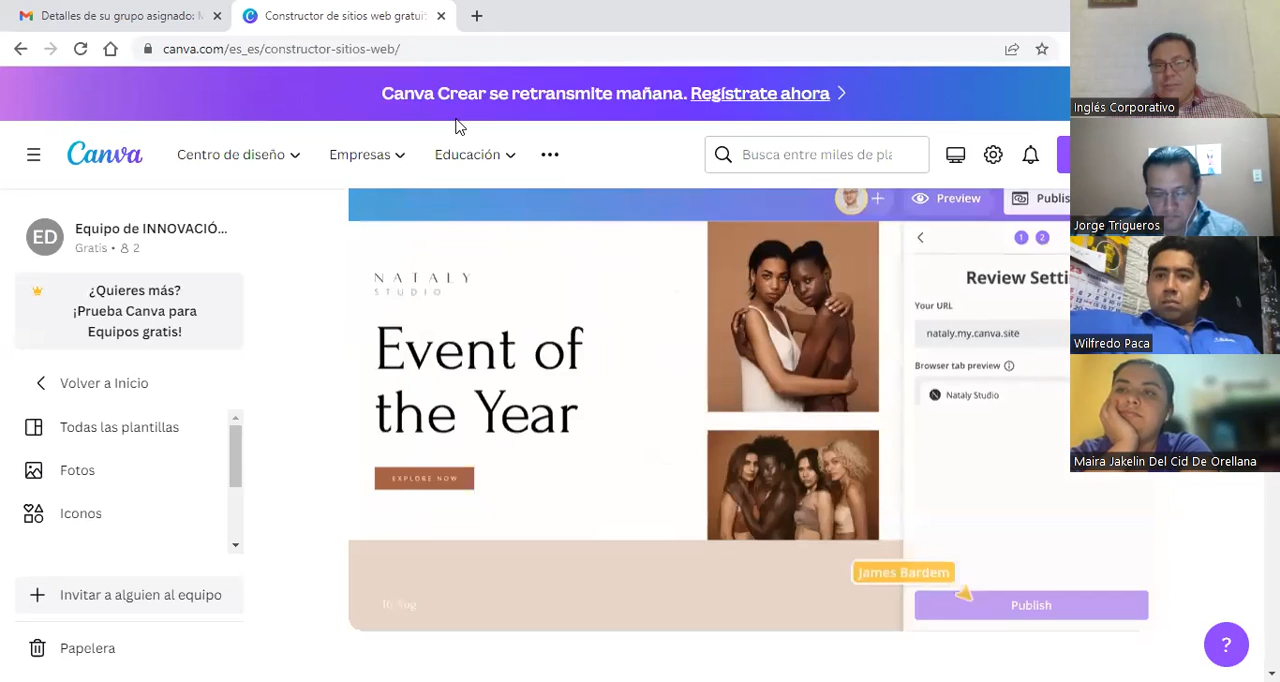 Detalles de su grupo asignado: M
Constructor de sitios web gratui
canva.com/es_es/constructor-sitios-web/
Canva Crear se retransmite mañana. Regístrate ahora
Canva
Centro de diseño
Empresas
Educación
Busca entre miles de pla
ED
Equipo de INNOVACIÓ...
Gratis • 2
¿Quieres más?
¡Prueba Canva para
Equipos gratis!
Volver a Inicio
Todas las plantillas
Fotos
Iconos
Invitar a alguien al equipo
Papelera
Preview
Publis
NATALY
STUDIO
Event of
the Year
EXPLORE NOW
1
2
Review Setti
Your URL
nataly.my.canva.site
Browser tab preview
N
Nataly Studio
James Bardem
Publish
?
Inglés Corporativo
Jorge Trigueros
Wilfredo Paca
Maira Jakelin Del Cid De Orellana